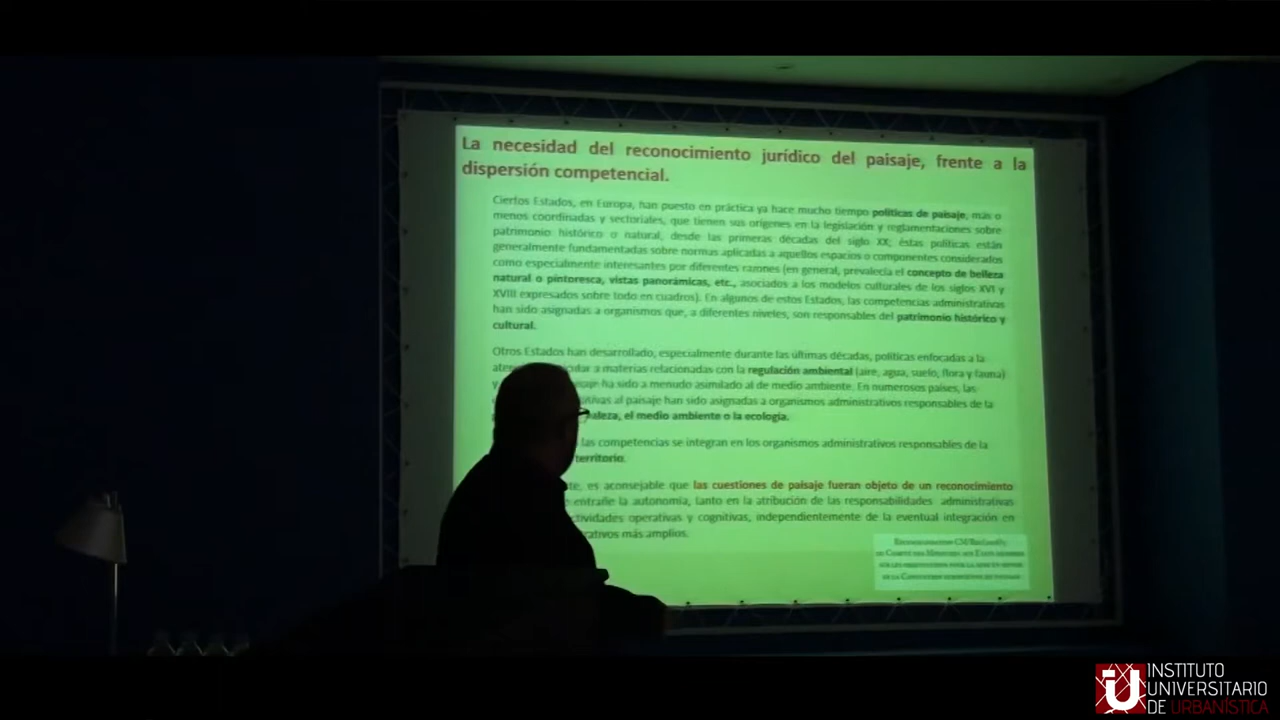 La necesidad del reconocimiento jurídico del paisaje, frente a la
dispersión competencial.
Ciertos Estados, en Europa, han puesto en práctica ya hace mucho tiempo políticas de paisaje, más o
menos coordinadas y sectoriales, que tienen sus orígenes en la legislación y reglamentaciones sobre
patrimonio histórico o natural, desde las primeras décadas del siglo XX; éstas políticas están
generalmente fundamentadas sobre normas aplicadas a aquellos espacios o componentes considerados
como especialmente interesantes por diferentes razones (en general, prevalecía el concepto de belleza
natural o pintoresca, vistas panorámicas, etc., asociados a los modelos culturales de los siglos XVI y
XVIII expresados sobre todo en cuadros). En algunos de estos Estados, las competencias administrativas
han sido asignadas a organismos que, a diferentes niveles, son responsables del patrimonio histórico y
cultural.
Otros Estados han desarrollado, especialmente durante las últimas décadas, políticas enfocadas a la
a materias relacionadas con la regulación ambiental (aire, agua, suelo, flora y fauna)
y ha sido a menudo asimilado al de medio ambiente. En numerosos países, las
al paisaje han sido asignadas a organismos administrativos responsables de la
el medio ambiente o la ecología.
las competencias se integran en los organismos administrativos responsables de la
territorio.
es aconsejable que las cuestiones de paisaje fueran objeto de un reconocimiento
entrañe la autonomía, tanto en la atribución de las responsabilidades administrativas
operativas y cognitivas, independientemente de la eventual integración en
más amplios.
INSTITUTO
UNIVERSITARIO
DE URBANÍSTICA